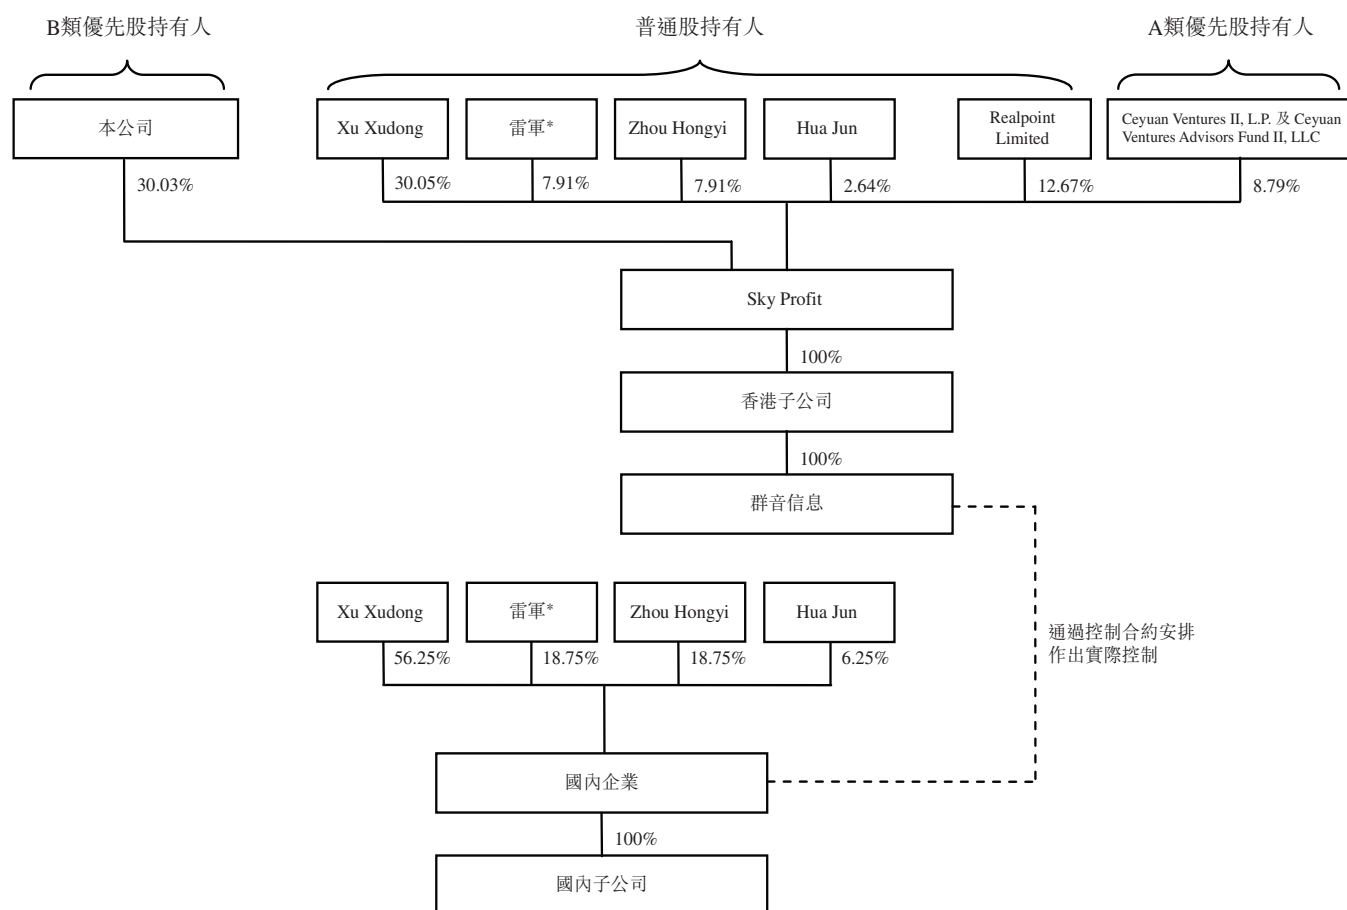 B類優先股持有人
普通股持有人
A類優先股持有人
本公司
Xu Xudong
雷軍*
Zhou Hongyi
Hua Jun
Realpoint
Limited
Ceyuan Ventures II, L.P. 及 Ceyuan
Ventures Advisors Fund II, LLC
30.03%
30.05%
7.91%
7.91%
2.64%
12.67%
8.79%
Sky Profit
100%
香港子公司
100%
群音信息
Xu Xudong
雷軍*
Zhou Hongyi
Hua Jun
56.25%
18.75%
18.75%
6.25%
通過控制合約安排
作出實際控制
國內企業
100%
國內子公司